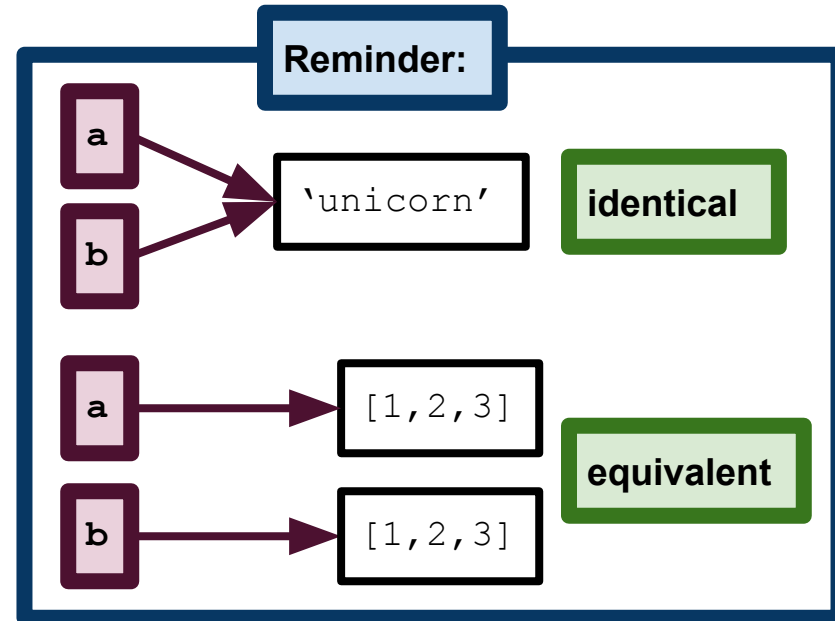 Reminder:
a
‘unicorn’
identical
b
a
[1,2,3]
equivalent
b
[1,2,3]